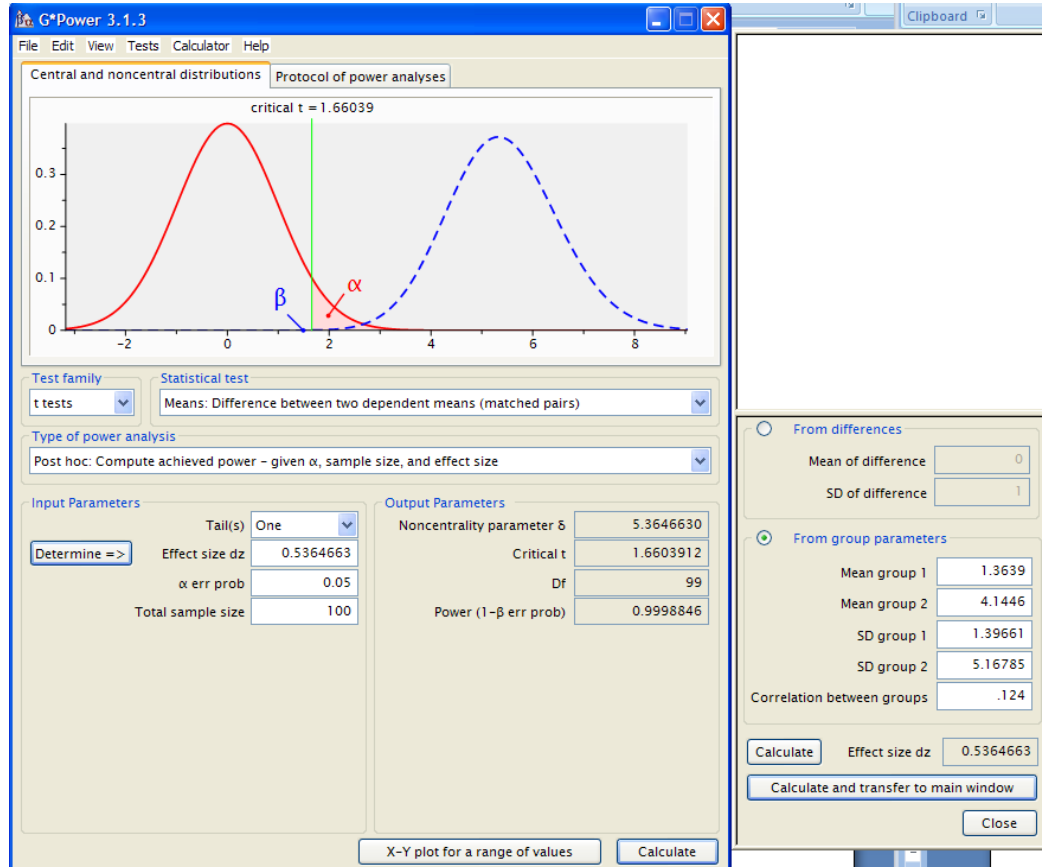 G*Power 3.1.3
File Edit View Tests Calculator Help
Central and noncentral distributions
Protocol of power analyses
critical t = 1.66039
0.3
0.2
0.1
0
β
α
-2 0 2 4 6 8
Test family
Statistical test
t tests
Means: Difference between two dependent means (matched pairs)
Type of power analysis
Post hoc: Compute achieved power – given α, sample size, and effect size
Input Parameters
Tail(s) One
Determine => Effect size dz 0.5364663
α err prob 0.05
Total sample size 100
Output Parameters
Noncentrality parameter δ 5.3646630
Critical t 1.6603912
Df 99
Power (1-β err prob) 0.9998846
X-Y plot for a range of values
Calculate
Clipboard
From differences
Mean of difference 0
SD of difference 1
From group parameters
Mean group 1 1.3639
Mean group 2 4.1446
SD group 1 1.39661
SD group 2 5.16785
Correlation between groups .124
Calculate Effect size dz 0.5364663
Calculate and transfer to main window
Close